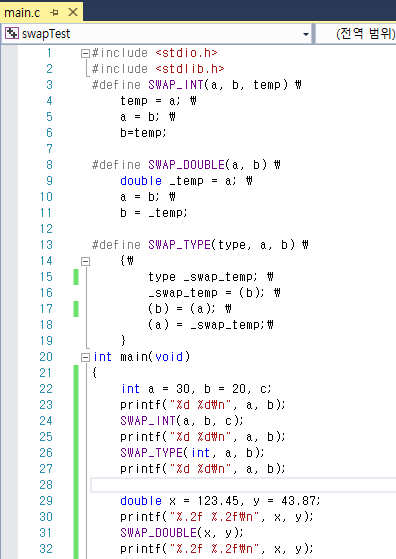 main.c
swapTest
(전역 범위)
1 #include <stdio.h>
2 #include <stdlib.h>
3 #define SWAP_INT(a, b, temp) ₩
4 temp = a; ₩
5 a = b; ₩
6 b=temp;
7
8 #define SWAP_DOUBLE(a, b) ₩
9 double _temp = a; ₩
10 a = b; ₩
11 b = _temp;
12
13 #define SWAP_TYPE(type, a, b) ₩
14 {₩
15 type _swap_temp; ₩
16 _swap_temp = (b); ₩
17 (b) = (a); ₩
18 (a) = _swap_temp;₩
19 }
20 int main(void)
21 {
22 int a = 30, b = 20, c;
23 printf("%d %d₩n", a, b);
24 SWAP_INT(a, b, c);
25 printf("%d %d₩n", a, b);
26 SWAP_TYPE(int, a, b);
27 printf("%d %d₩n", a, b);
28
29 double x = 123.45, y = 43.87;
30 printf("%.2f %.2f₩n", x, y);
31 SWAP_DOUBLE(x, y);
32 printf("%.2f %.2f₩n", x, y);